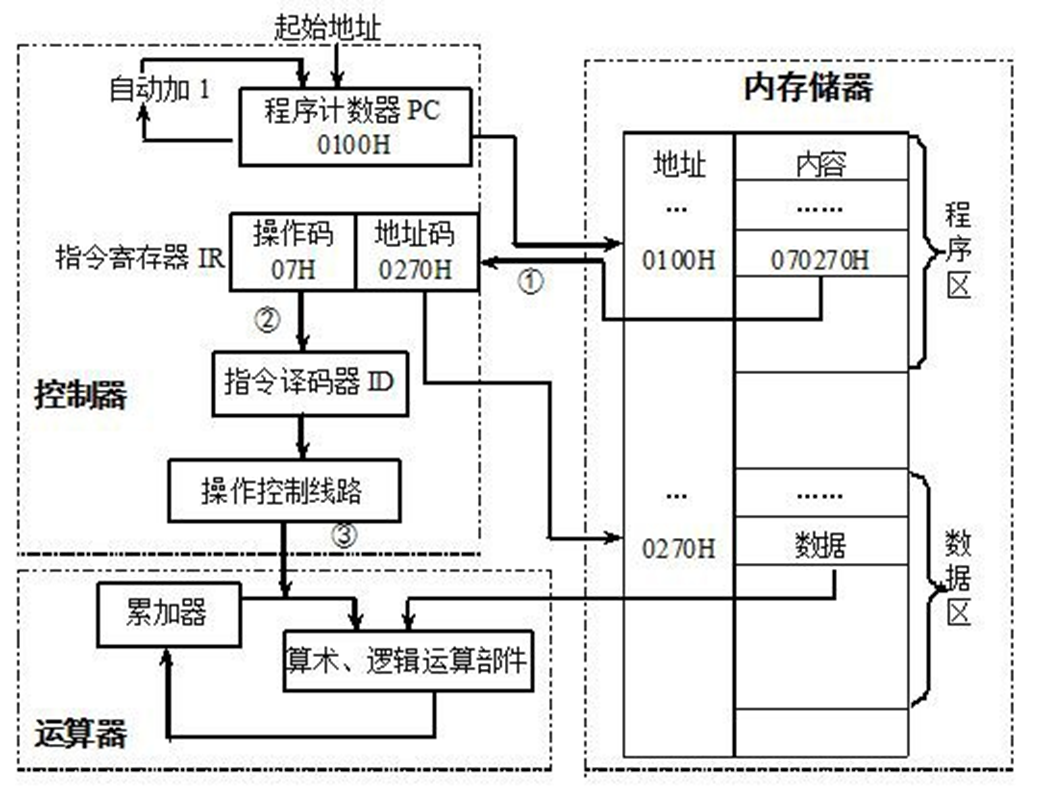 起始地址
自动加 1
程序计数器 PC
0100H
指令寄存器 IR
操作码
07H
地址码
0270H
①
②
指令译码器 ID
控制器
操作控制线路
③
累加器
算术、逻辑运算部件
运算器
内存储器
地址
内容
...
......
0100H
070270H
程序区
...
......
0270H
数据
数据区